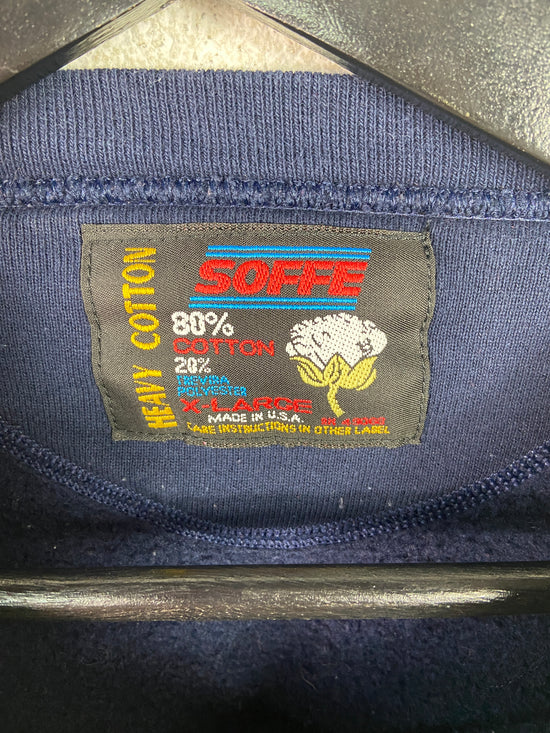 HEAVY COTTON
SOFFE
80%
COTTON
20%
TREVIRA
POLYESTER
X-LARGE
MADE IN U.S.A.
CARE INSTRUCTIONS IN OTHER LABEL